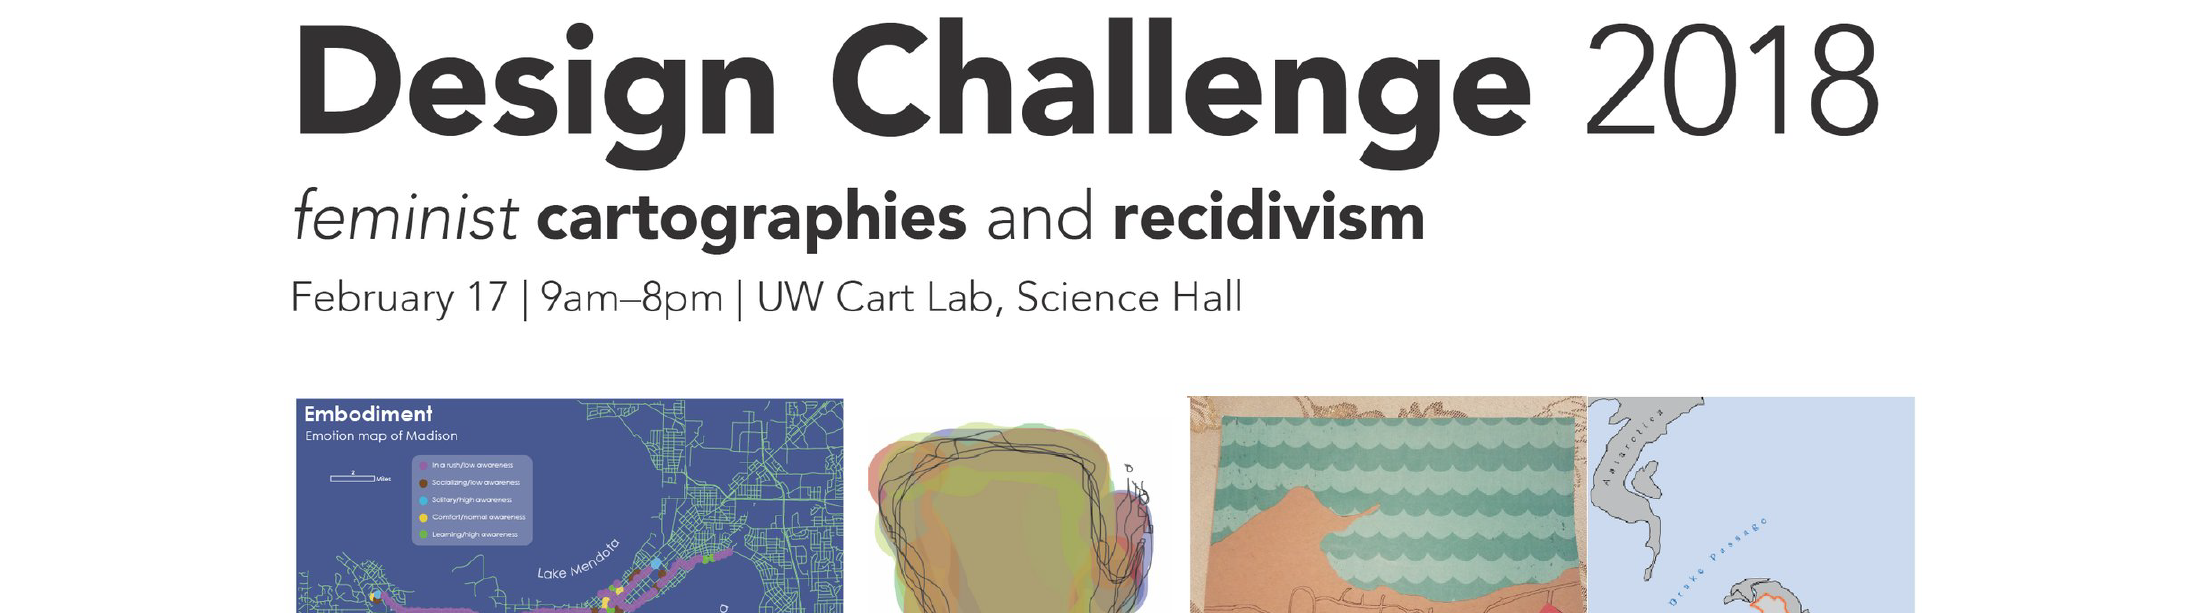 Design Challenge 2018
feminist cartographies and recidivism
February 17 | 9am–8pm | UW Cart Lab, Science Hall
Embodiment
Emotion map of Madison
In a rush/low awareness
2
Miles
Socializing/low awareness
Solitary/high awareness
Comfort/normal awareness
Learning/high awareness
Lake Mendota
Antarctica
Drake Passage